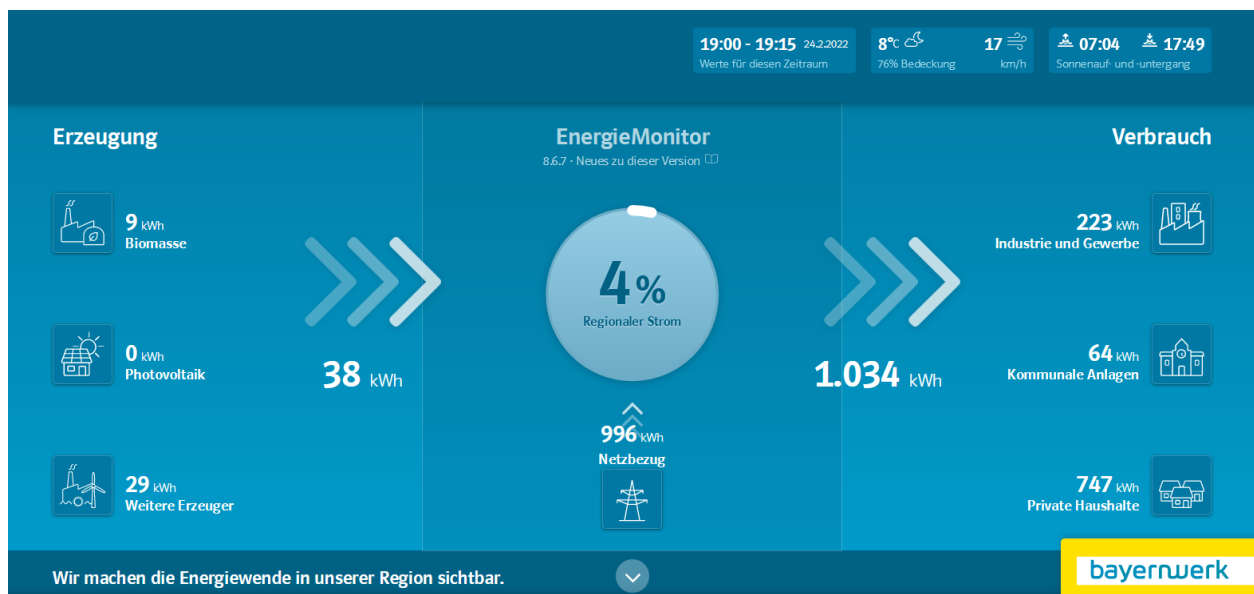 19:00 - 19:15 24.2.2022
Werte für diesen Zeitraum
8°C
76% Bedeckung
17
km/h
07:04 17:49
Sonnenauf- und -untergang
Erzeugung
EnergieMonitor
8.6.7 · Neues zu dieser Version
Verbrauch
9 kWh
Biomasse
0 kWh
Photovoltaik
29 kWh
Weitere Erzeuger
38 kWh
4%
Regionaler Strom
996 kWh
Netzbezug
1.034 kWh
223 kWh
Industrie und Gewerbe
64 kWh
Kommunale Anlagen
747 kWh
Private Haushalte
Wir machen die Energiewende in unserer Region sichtbar.
bayernwerk